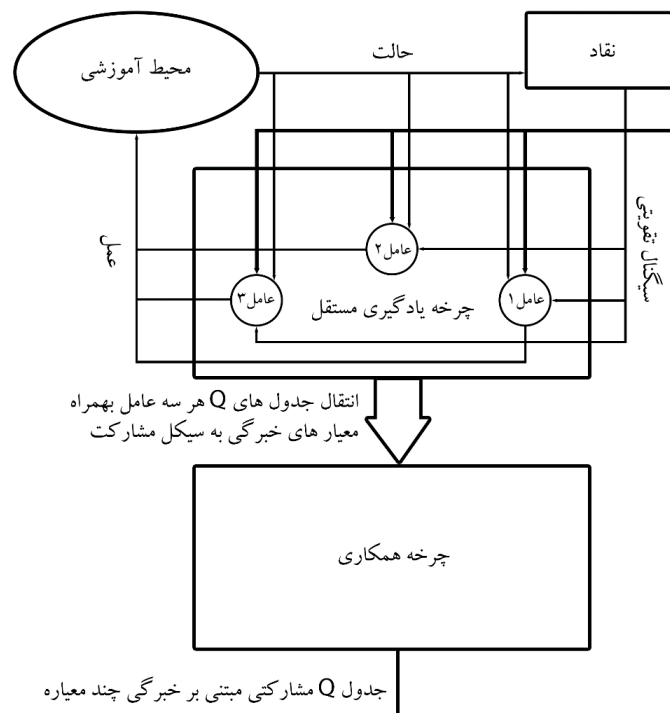 نقاد
حالت
محیط آموزشی
سیگنال تقویتی
عمل
عامل۲
عامل۱
عامل۳
چرخه یادگیری مستقل
انتقال جدول های Q هر سه عامل بهمراه
معیار های خبرگی به سیکل مشارکت
چرخه همکاری
جدول Q مشارکتی مبتنی بر خبرگی چند معیاره